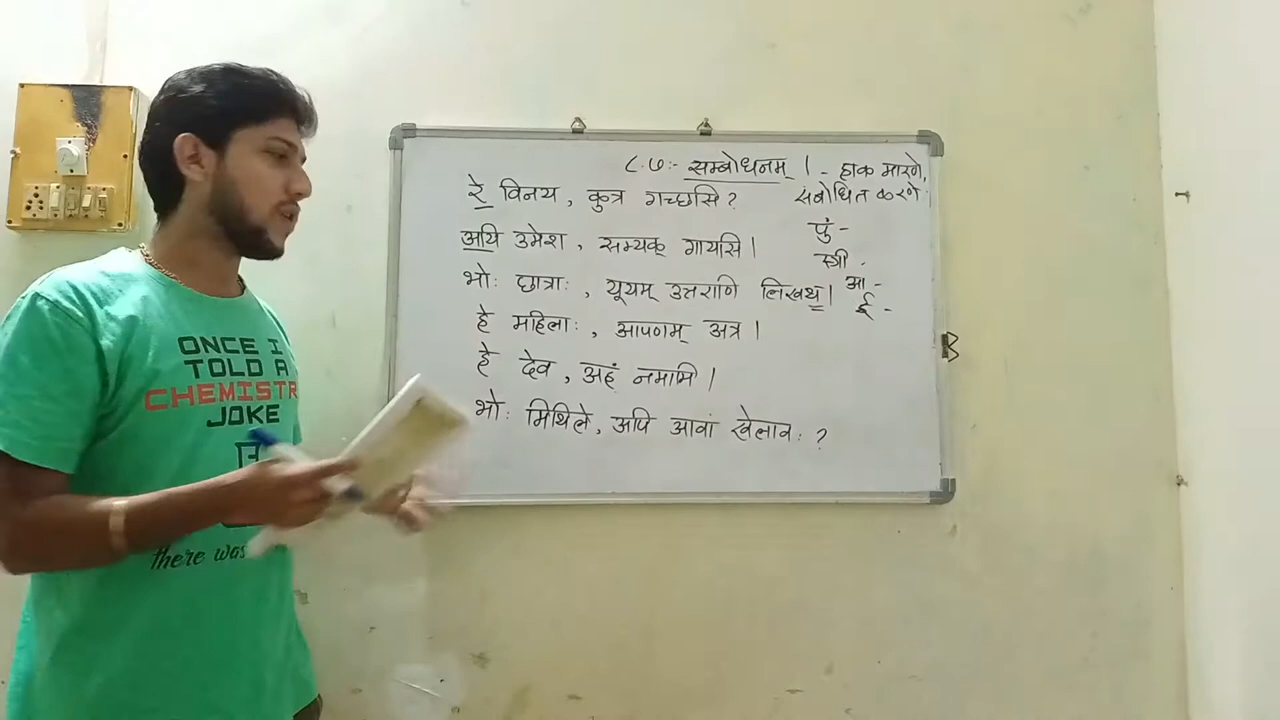 ८.७:- सम्बोधनम् । - हाक मारणे,
संबोधित करणे
रे विनय, कुत्र गच्छसि ?
पुं -
अयि उमेश, सम्यक् गायसि ।
स्त्री .
आ -
भोः छात्राः, यूयम् उत्तराणि लिखथ ।
ई -
हे महिलाः, आपणम् अत्र ।
हे देव, अहं नमामि ।
भोः मिथिले, अपि आवां खेलावः ?
ONCE I
TOLD A
CHEMISTR
JOKE
there was